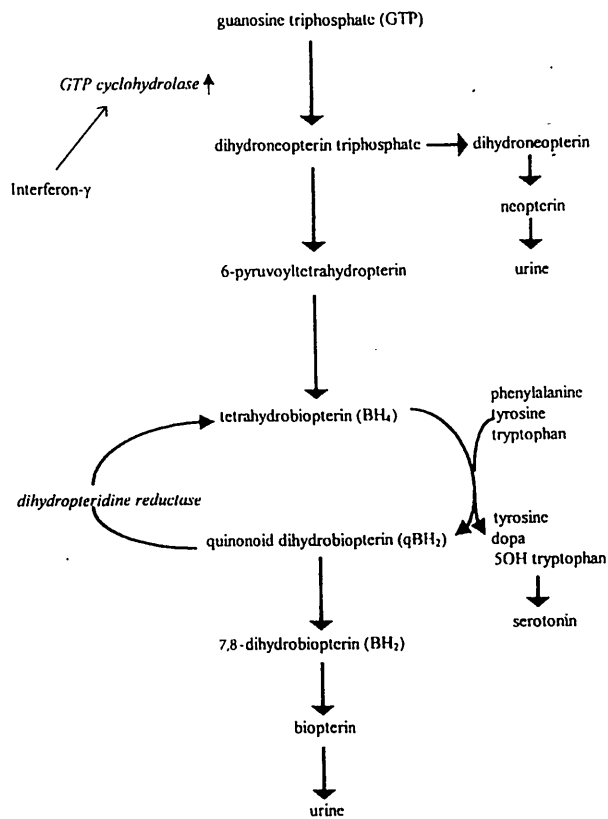 guanosine triphosphate (GTP)
GTP cyclohydrolase
Interferon-γ
dihydroneopterin triphosphate
dihydroneopterin
neopterin
urine
6-pyruvoyltetrahydropterin
phenylalanine
tyrosine
tryptophan
tetrahydrobiopterin (BH₄)
dihydropteridine reductase
quinonoid dihydrobiopterin (qBH₂)
tyrosine
dopa
5OH tryptophan
serotonin
7,8-dihydrobiopterin (BH₂)
biopterin
urine